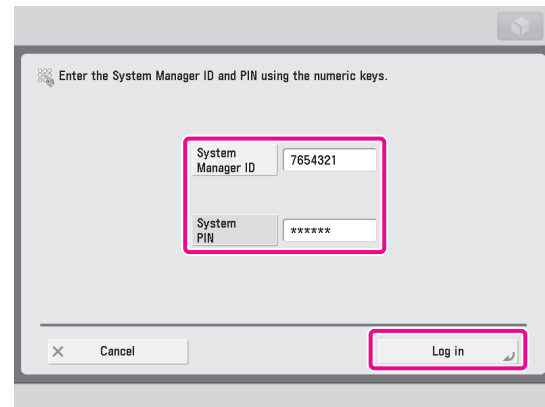 Enter the System Manager ID and PIN using the numeric keys.
System
Manager ID
7654321
System
PIN
******
Cancel
Log in